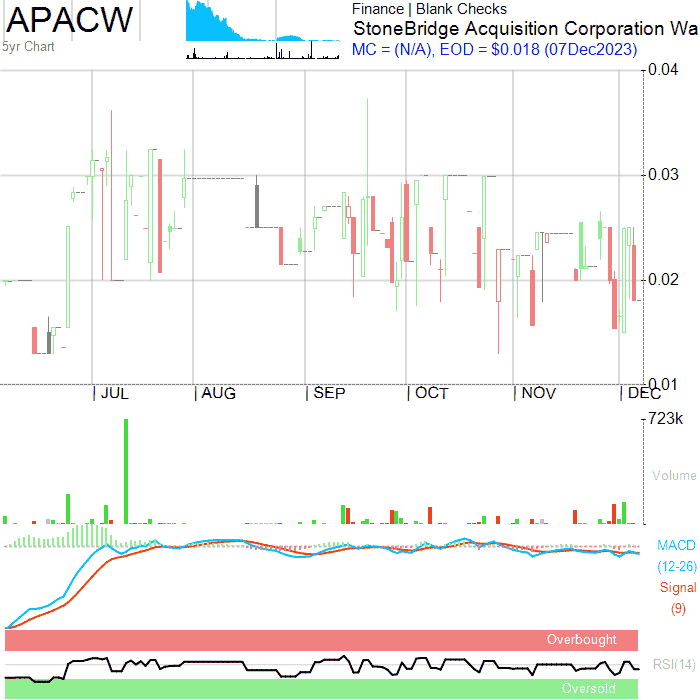 APACW
5yr Chart
Finance | Blank Checks
StoneBridge Acquisition Corporation Wa
MC = (N/A), EOD = $0.018 (07Dec2023)
0.04
0.03
0.02
0.01
JUL AUG SEP OCT NOV DEC
723k
Volume
MACD
(12-26)
Signal
(9)
Overbought
RSI(14)
Oversold